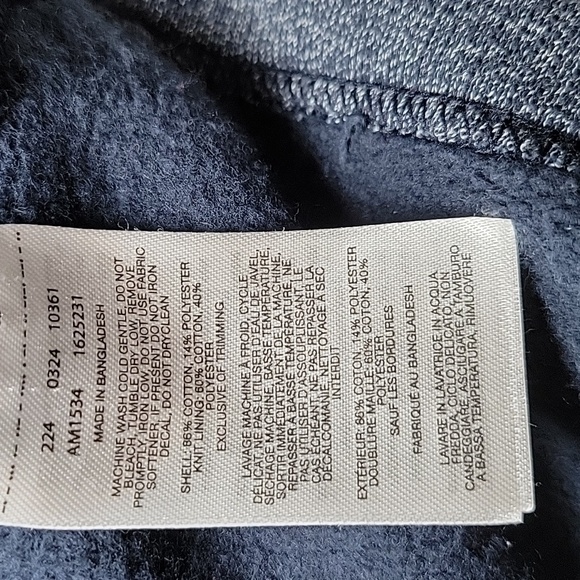 224 0324 10361
AM1534 1625231
MADE IN BANGLADESH
MACHINE WASH COLD GENTLE, DO NOT
BLEACH, TUMBLE DRY LOW, REMOVE
PROMPTLY, IRON LOW, DO NOT USE FABRIC
SOFTENER. IF PRESENT, DO NOT IRON
DECAL. DO NOT DRYCLEAN
SHELL: 86% COTTON, 14% POLYESTER
KNIT LINING: 60% COTTON, 40%
POLYESTER
EXCLUSIVE OF TRIMMING
LAVAGE MACHINE À FROID, CYCLE
DÉLICAT, NE PAS UTILISER D'EAU DE JAVEL,
SÉCHAGE MACHINE BASSE TEMPÉRATURE,
SORTIR IMMÉDIATEMENT DE LA MACHINE,
REPASSER À BASSE TEMPÉRATURE, NE
PAS UTILISER D'ASSOUPLISSANT. LE
CAS ÉCHÉANT, NE PAS REPASSER LA
DÉCALCOMANIE. NETTOYAGE À SEC
INTERDIT
EXTÉRIEUR: 86% COTON, 14% POLYESTER
DOUBLURE MAILLE: 60% COTON, 40%
POLYESTER
SAUF LES BORDURES
FABRIQUÉ AU BANGLADESH
LAVARE IN LAVATRICE IN ACQUA
FREDDA, CICLO DELICATO, NON
CANDEGGIARE, ASCIUGARE A TAMBURO
A BASSA TEMPERATURA, RIMUOVERE